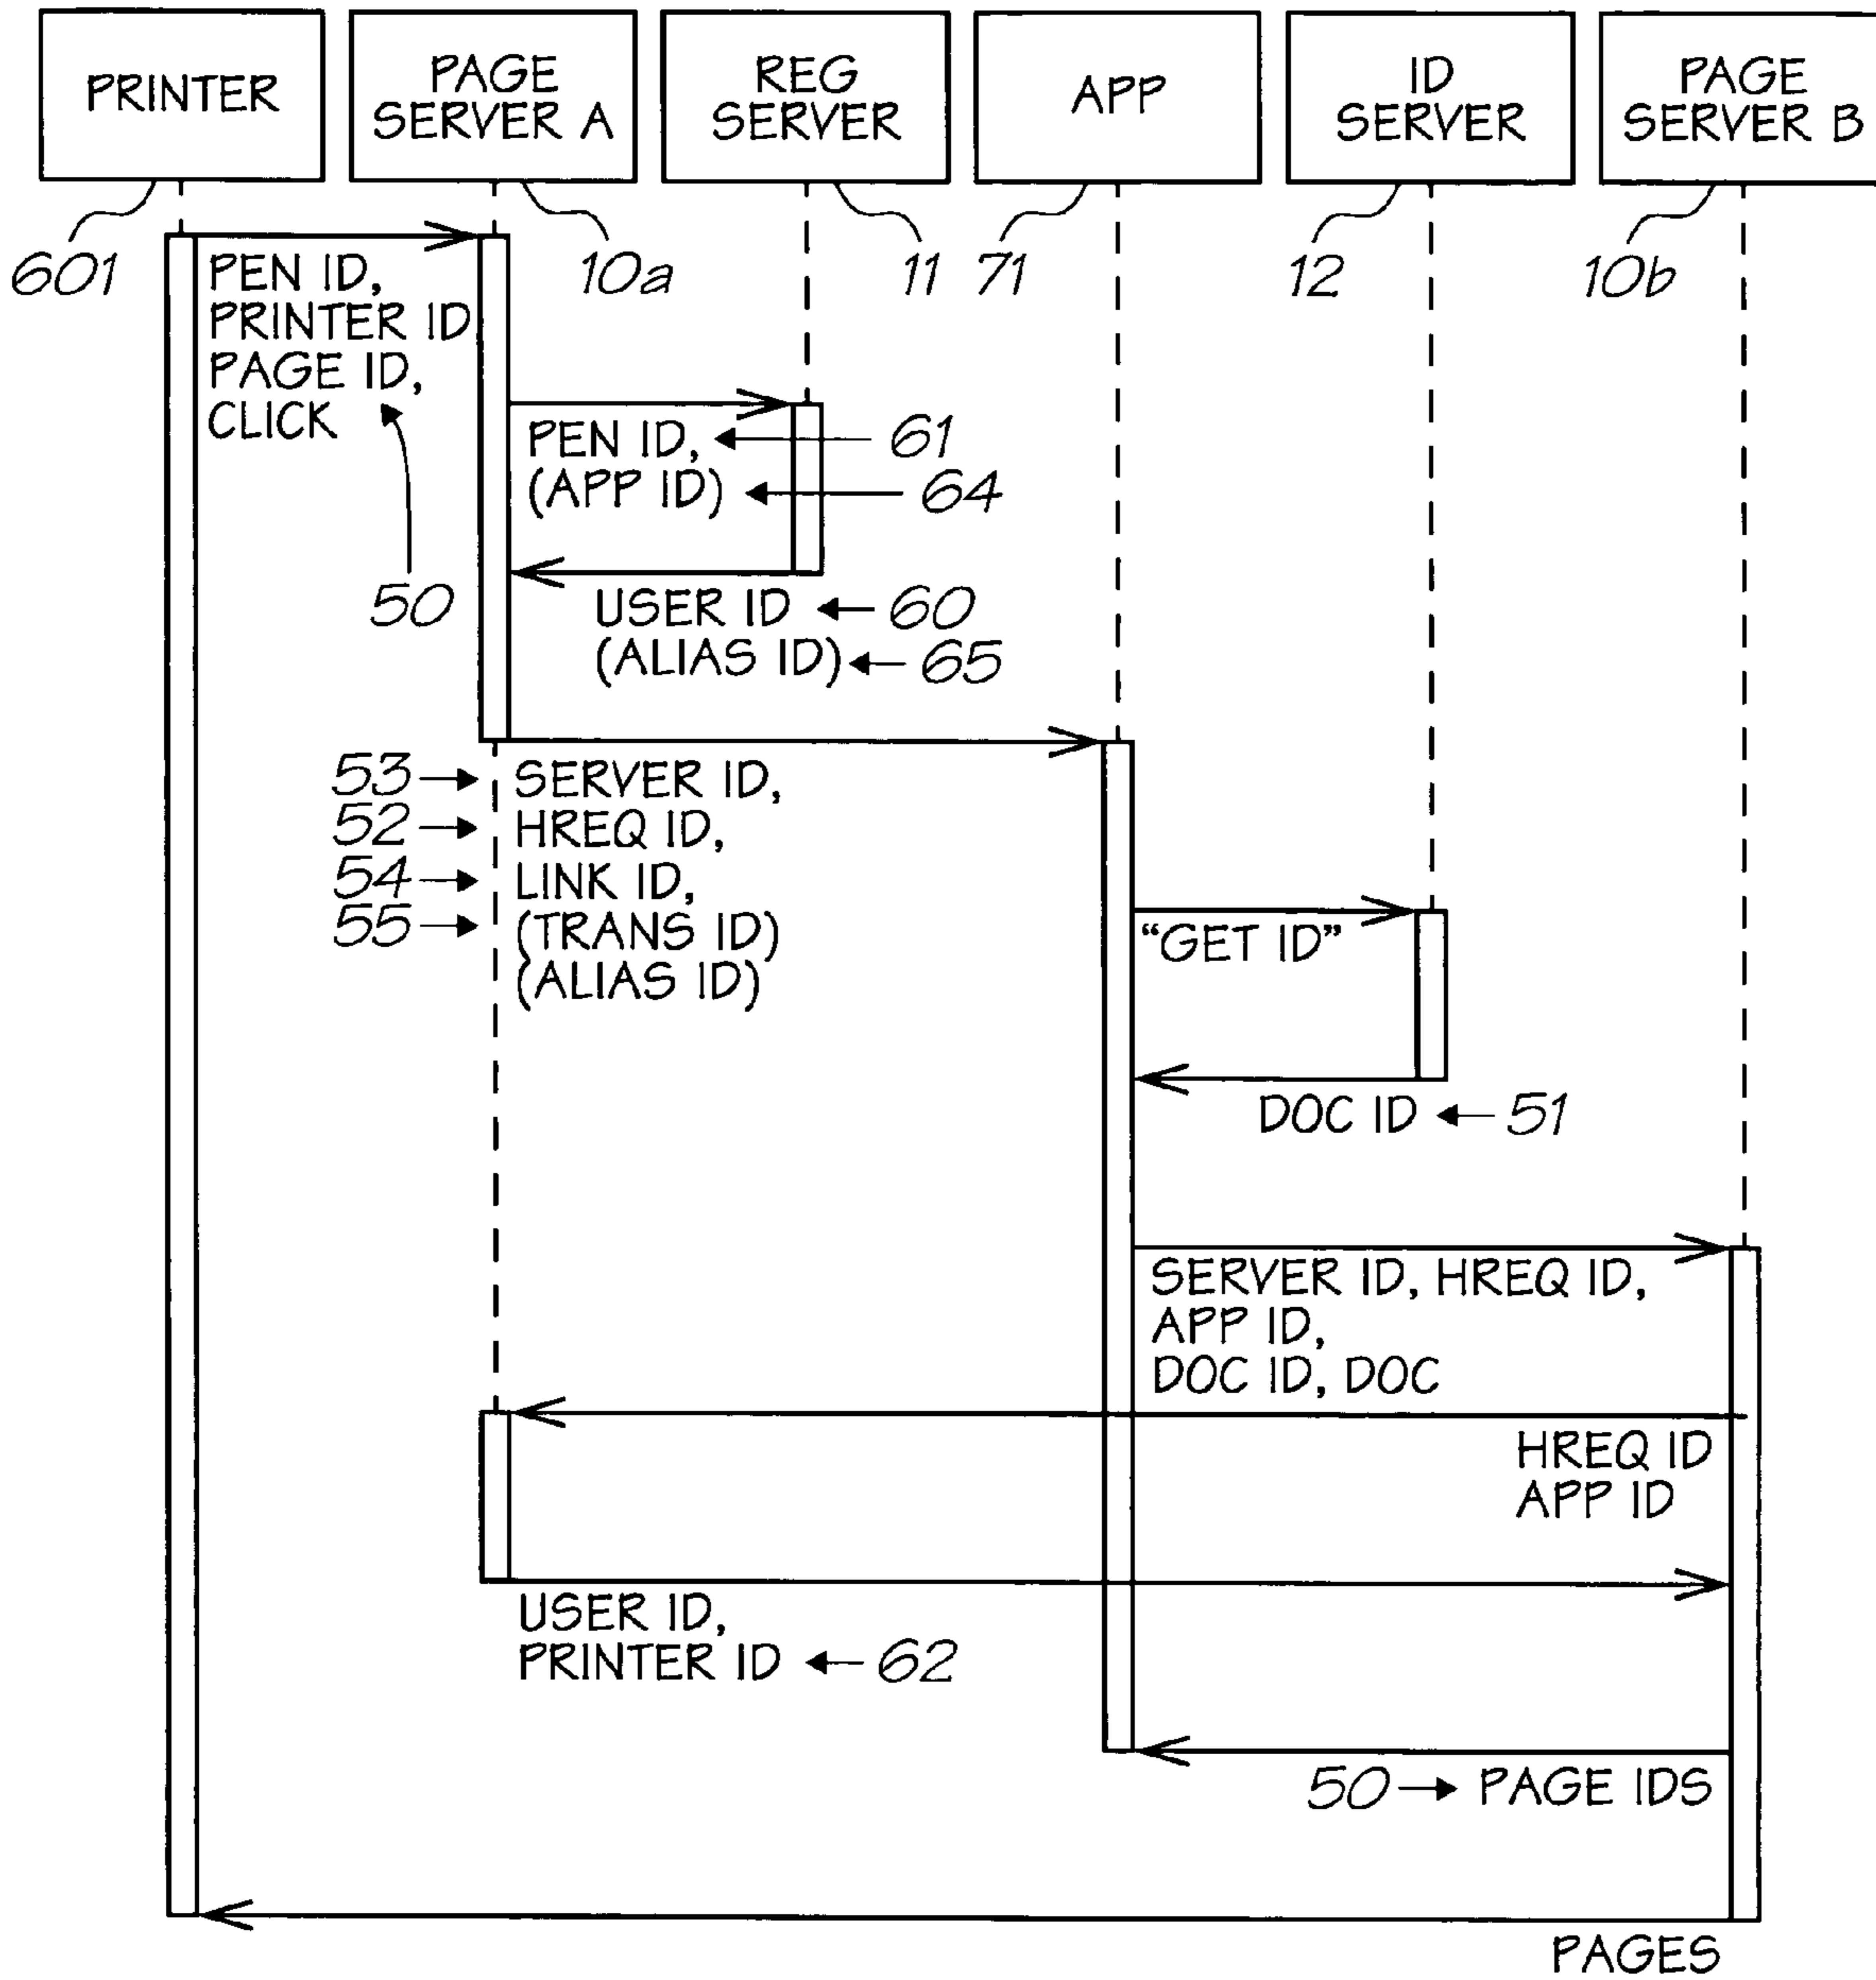 PRINTER
PAGE
SERVER A
REG
SERVER
APP
ID
SERVER
PAGE
SERVER B
601
10a
11
71
12
10b
PEN ID,
PRINTER ID
PAGE ID,
CLICK
50
PEN ID,
61
(APP ID)
64
USER ID
60
(ALIAS ID)
65
53
SERVER ID,
52
HREQ ID,
54
LINK ID,
55
(TRANS ID)
(ALIAS ID)
“GET ID”
DOC ID
51
SERVER ID, HREQ ID,
APP ID,
DOC ID, DOC
HREQ ID
APP ID
USER ID,
PRINTER ID
62
50
PAGE IDS
PAGES